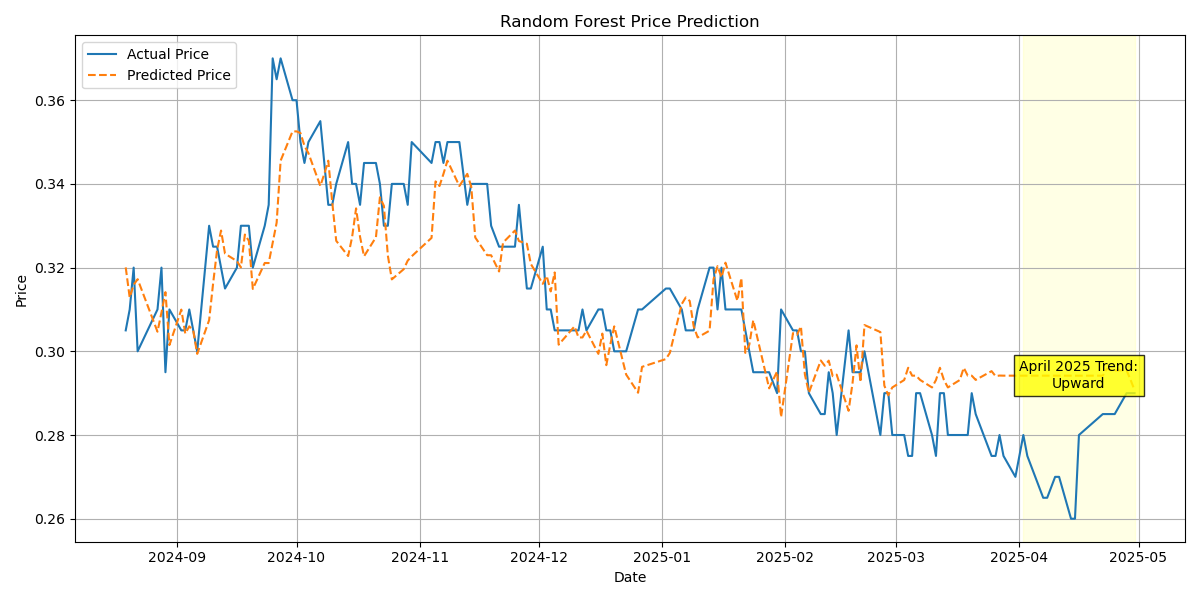 Random Forest Price Prediction
Actual Price
Predicted Price
Price
0.36
0.34
0.32
0.30
0.28
0.26
April 2025 Trend:
Upward
2024-09
2024-10
2024-11
2024-12
2025-01
2025-02
2025-03
2025-04
2025-05
Date